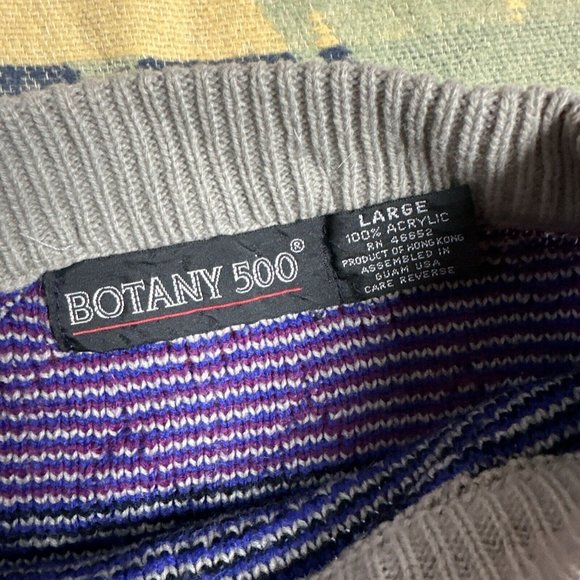 BOTANY 500®
LARGE
100% ACRYLIC
RN 46652
PRODUCT OF HONG KONG
ASSEMBLED IN
GUAM USA
CARE REVERSE